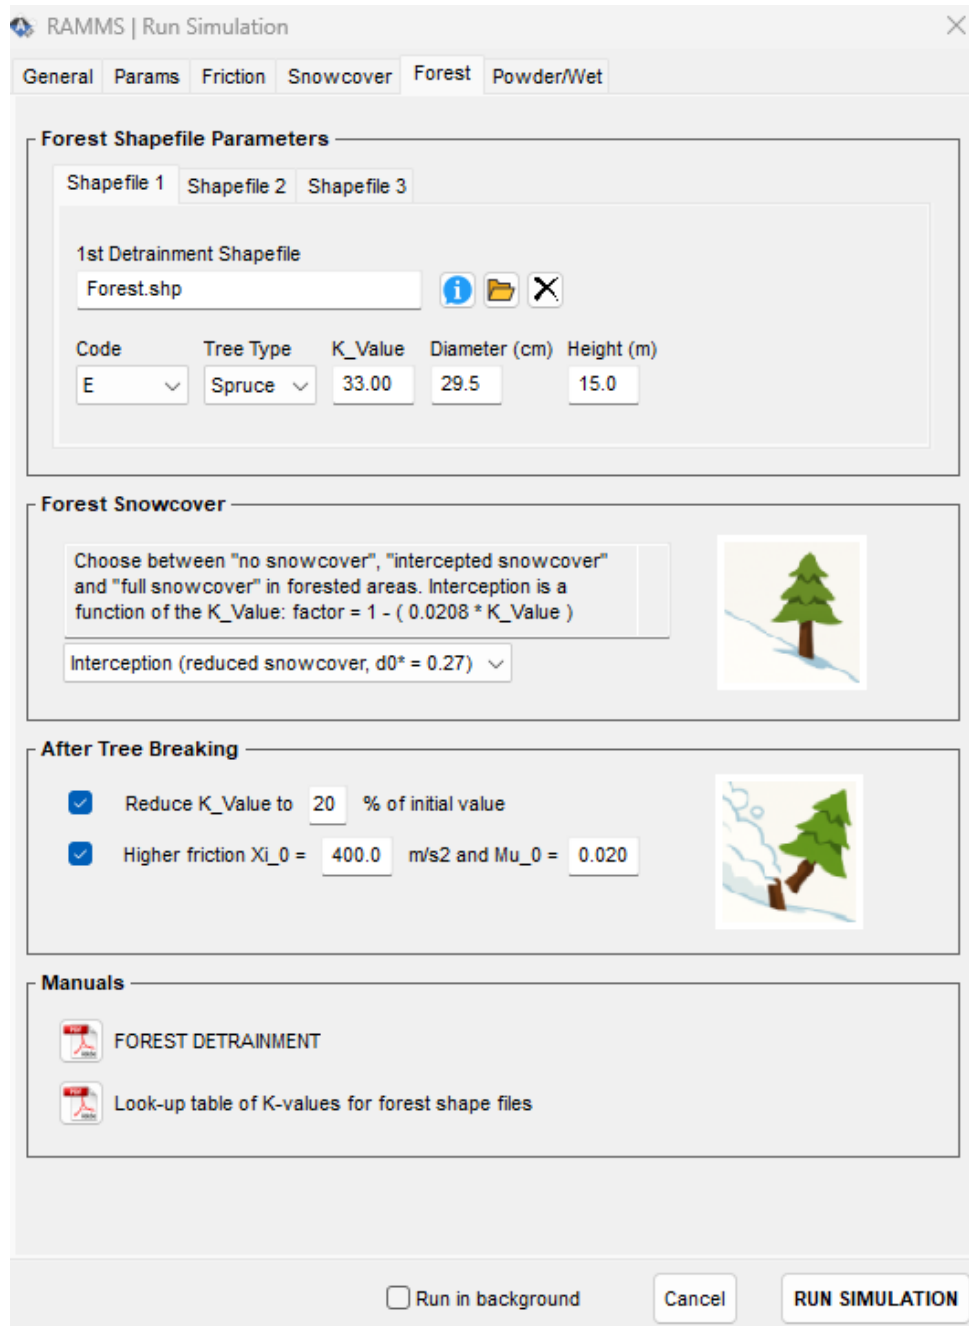 RAMMS | Run Simulation
General Params Friction Snowcover Forest Powder/Wet
Forest Shapefile Parameters
Shapefile 1 Shapefile 2 Shapefile 3
1st Detrainment Shapefile
Forest.shp
Code Tree Type K_Value Diameter (cm) Height (m)
E Spruce 33.00 29.5 15.0
Forest Snowcover
Choose between "no snowcover", "intercepted snowcover"
and "full snowcover" in forested areas. Interception is a
function of the K_Value: factor = 1 - ( 0.0208 * K_Value )
Interception (reduced snowcover, d0* = 0.27)
After Tree Breaking
Reduce K_Value to 20 % of initial value
Higher friction Xi_0 = 400.0 m/s2 and Mu_0 = 0.020
Manuals
FOREST DETRAINMENT
Look-up table of K-values for forest shape files
Run in background Cancel RUN SIMULATION